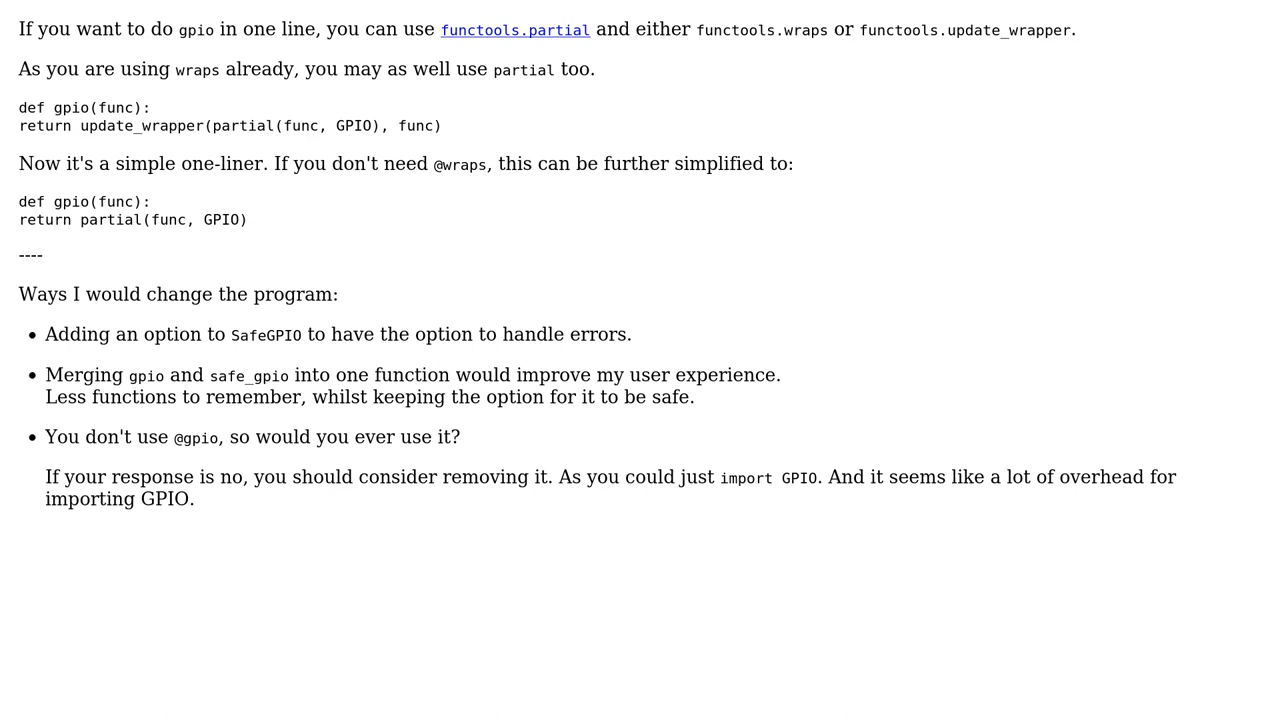 If you want to do gpio in one line, you can use functools.partial and either functools.wraps or functools.update_wrapper.
As you are using wraps already, you may as well use partial too.
def gpio(func):
return update_wrapper(partial(func, GPIO), func)
Now it's a simple one-liner. If you don't need @wraps, this can be further simplified to:
def gpio(func):
return partial(func, GPIO)
----
Ways I would change the program:
• Adding an option to SafeGPIO to have the option to handle errors.
• Merging gpio and safe_gpio into one function would improve my user experience.
Less functions to remember, whilst keeping the option for it to be safe.
• You don't use @gpio, so would you ever use it?
If your response is no, you should consider removing it. As you could just import GPIO. And it seems like a lot of overhead for
importing GPIO.